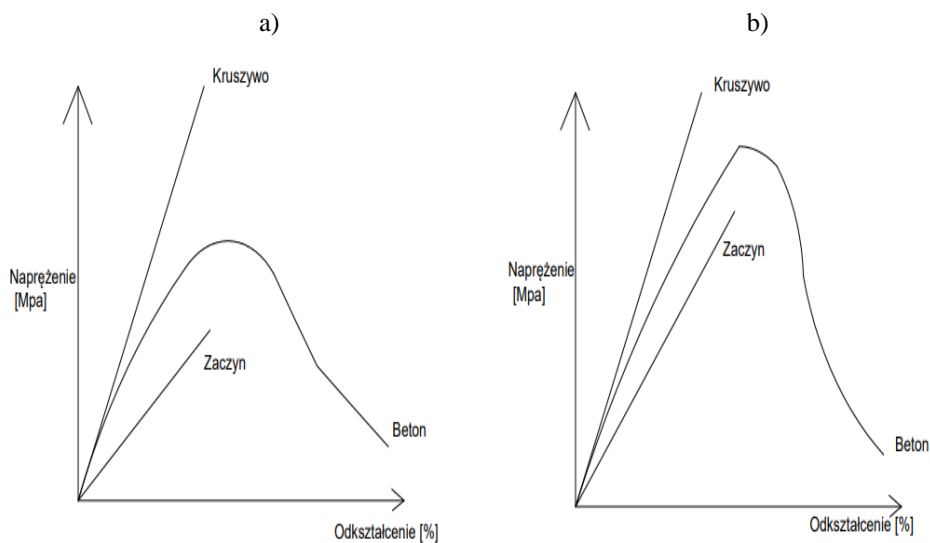 a)
Kruszywo
Naprężenie
[Mpa]
Zaczyn
Beton
Odkształcenie [%]
b)
Kruszywo
Zaczyn
Naprężenie
[Mpa]
Beton
Odkształcenie [%]